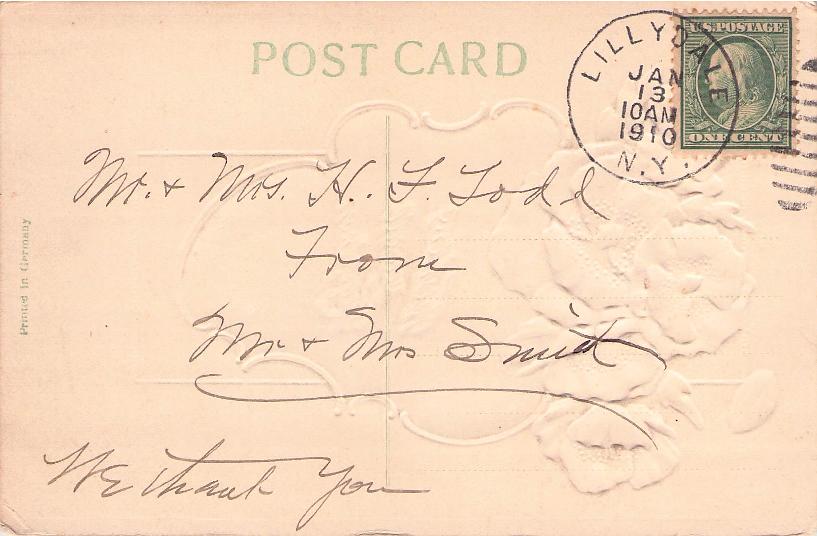 POST CARD
LILLYDALE
JAN
13
10AM
1910
N.Y.
U.S. POSTAGE
ONE CENT
Mr. & Mrs. H. F. Todd
From
Mr & Mrs Smith
We thank You
Printed in Germany